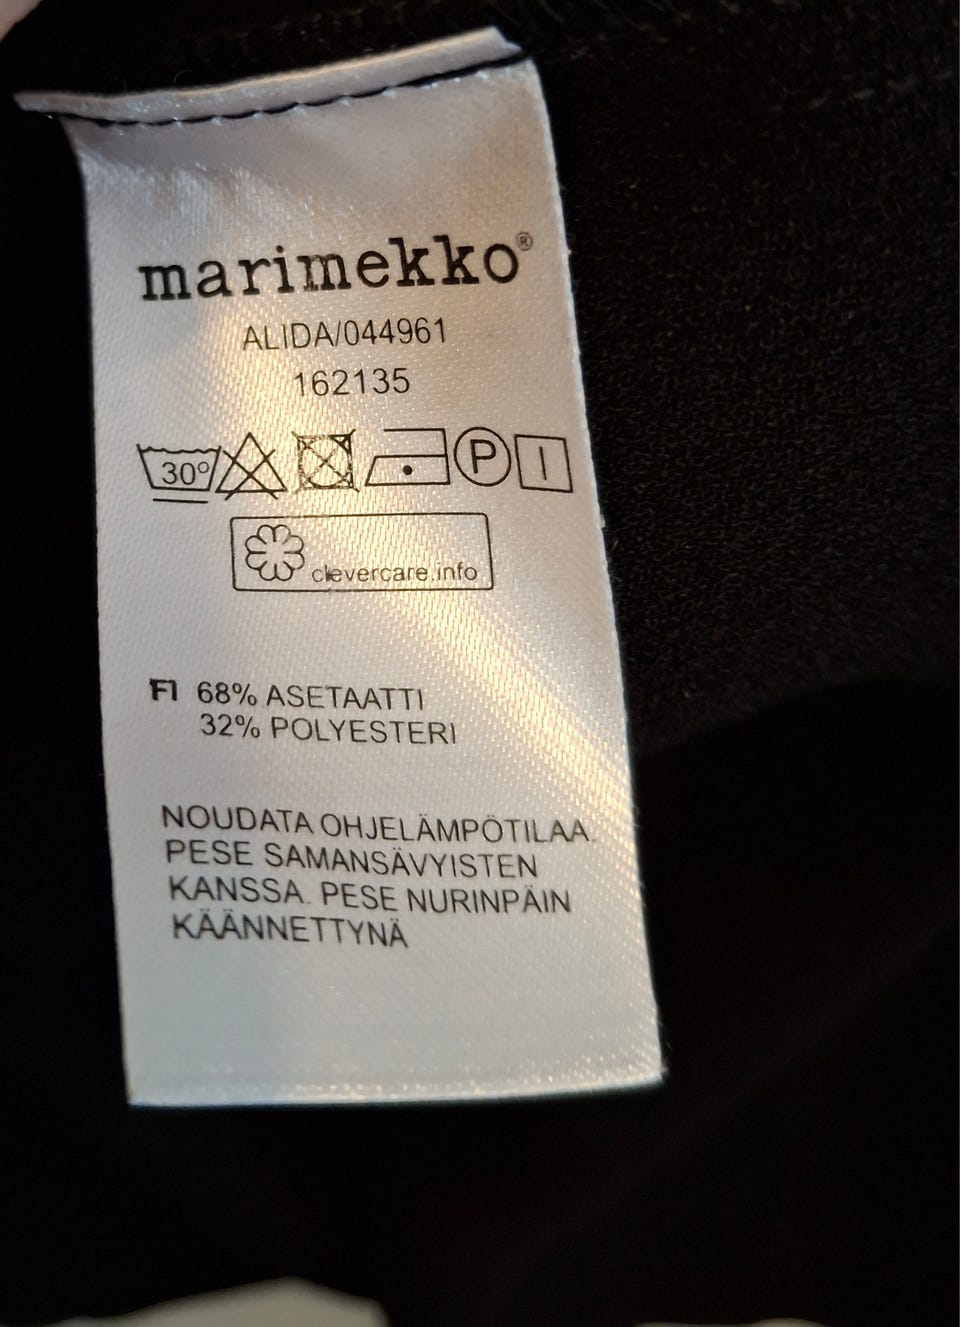 marimekko®
ALIDA/044961
162135
30° P
clevercare.info
FI 68% ASETAATTI
32% POLYESTERI
NOUDATA OHJELÄMPÖTILAA.
PESE SAMANSÄVYISTEN
KANSSA. PESE NURINPÄIN
KÄÄNNETTYNÄ